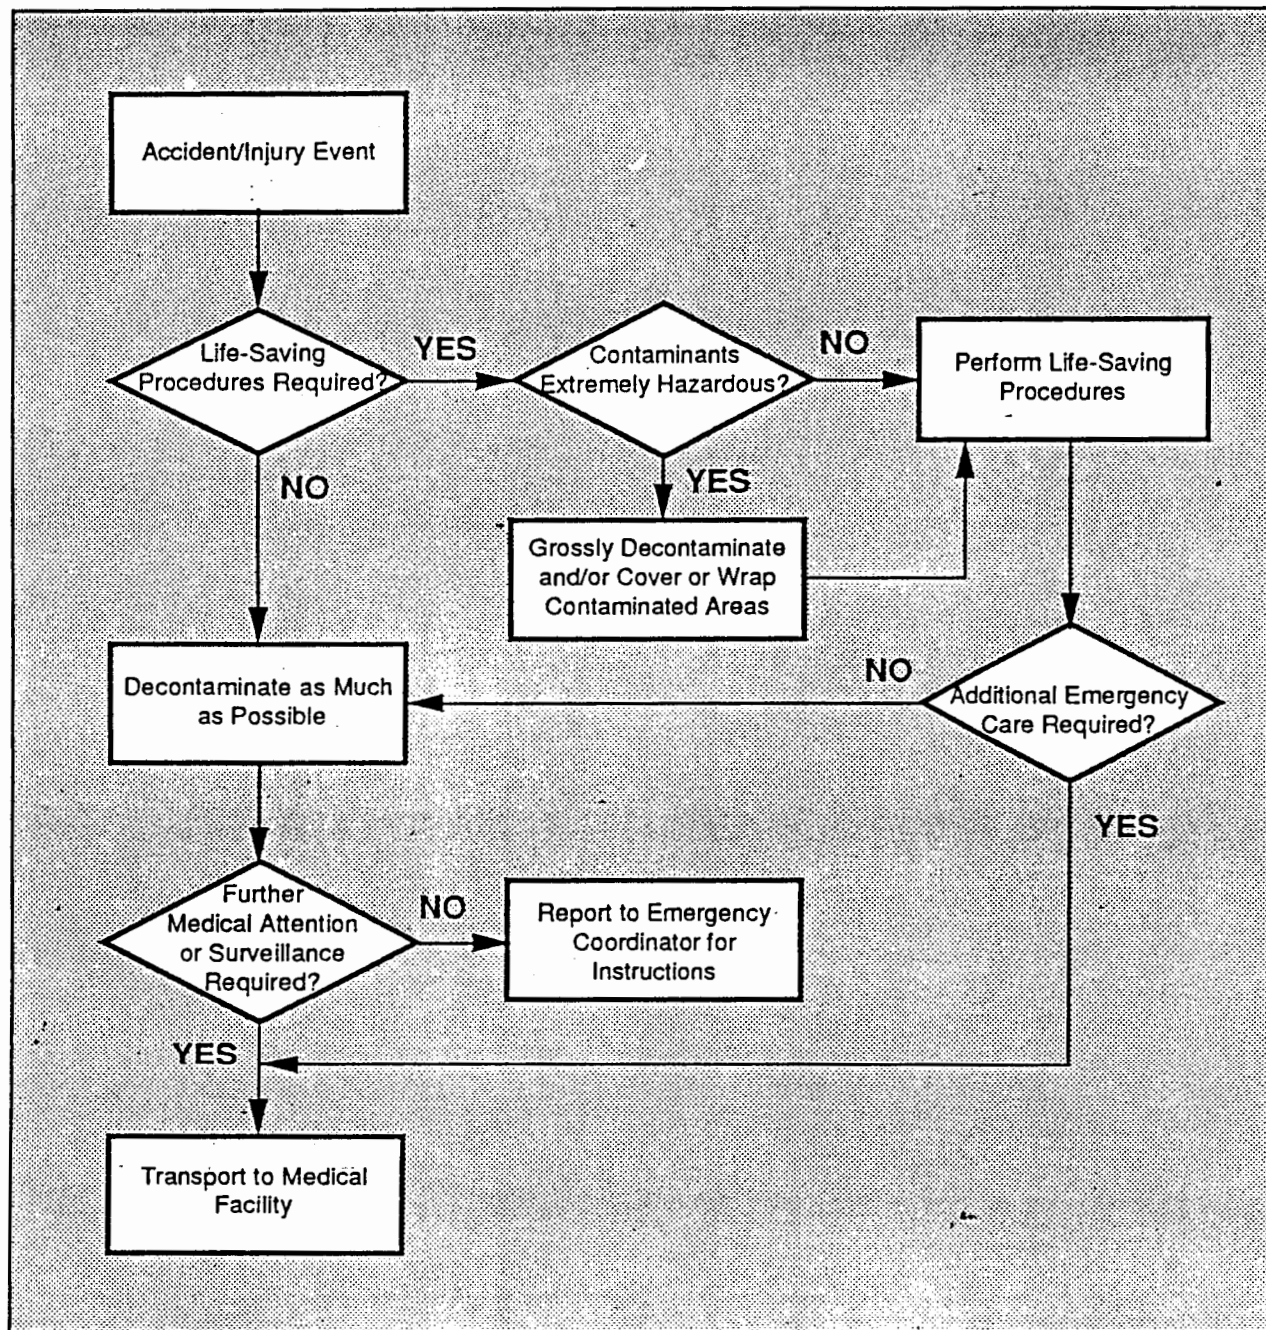 Accident/Injury Event
Life-Saving
Procedures Required?
YES
Contaminants
Extremely Hazardous?
NO
Perform Life-Saving
Procedures
NO
YES
Grossly Decontaminate
and/or Cover or Wrap
Contaminated Areas
Decontaminate as Much
as Possible
NO
Additional Emergency
Care Required?
YES
Further
Medical Attention
or Surveillance
Required?
NO
Report to Emergency
Coordinator for
Instructions
YES
Transport to Medical
Facility